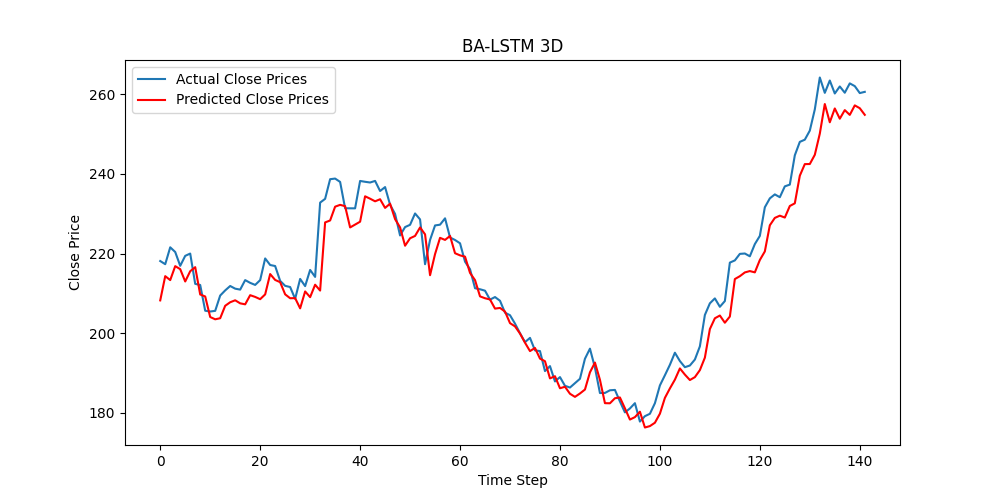 BA-LSTM 3D
Actual Close Prices
Predicted Close Prices
Close Price
260
240
220
200
180
0 20 40 60 80 100 120 140
Time Step